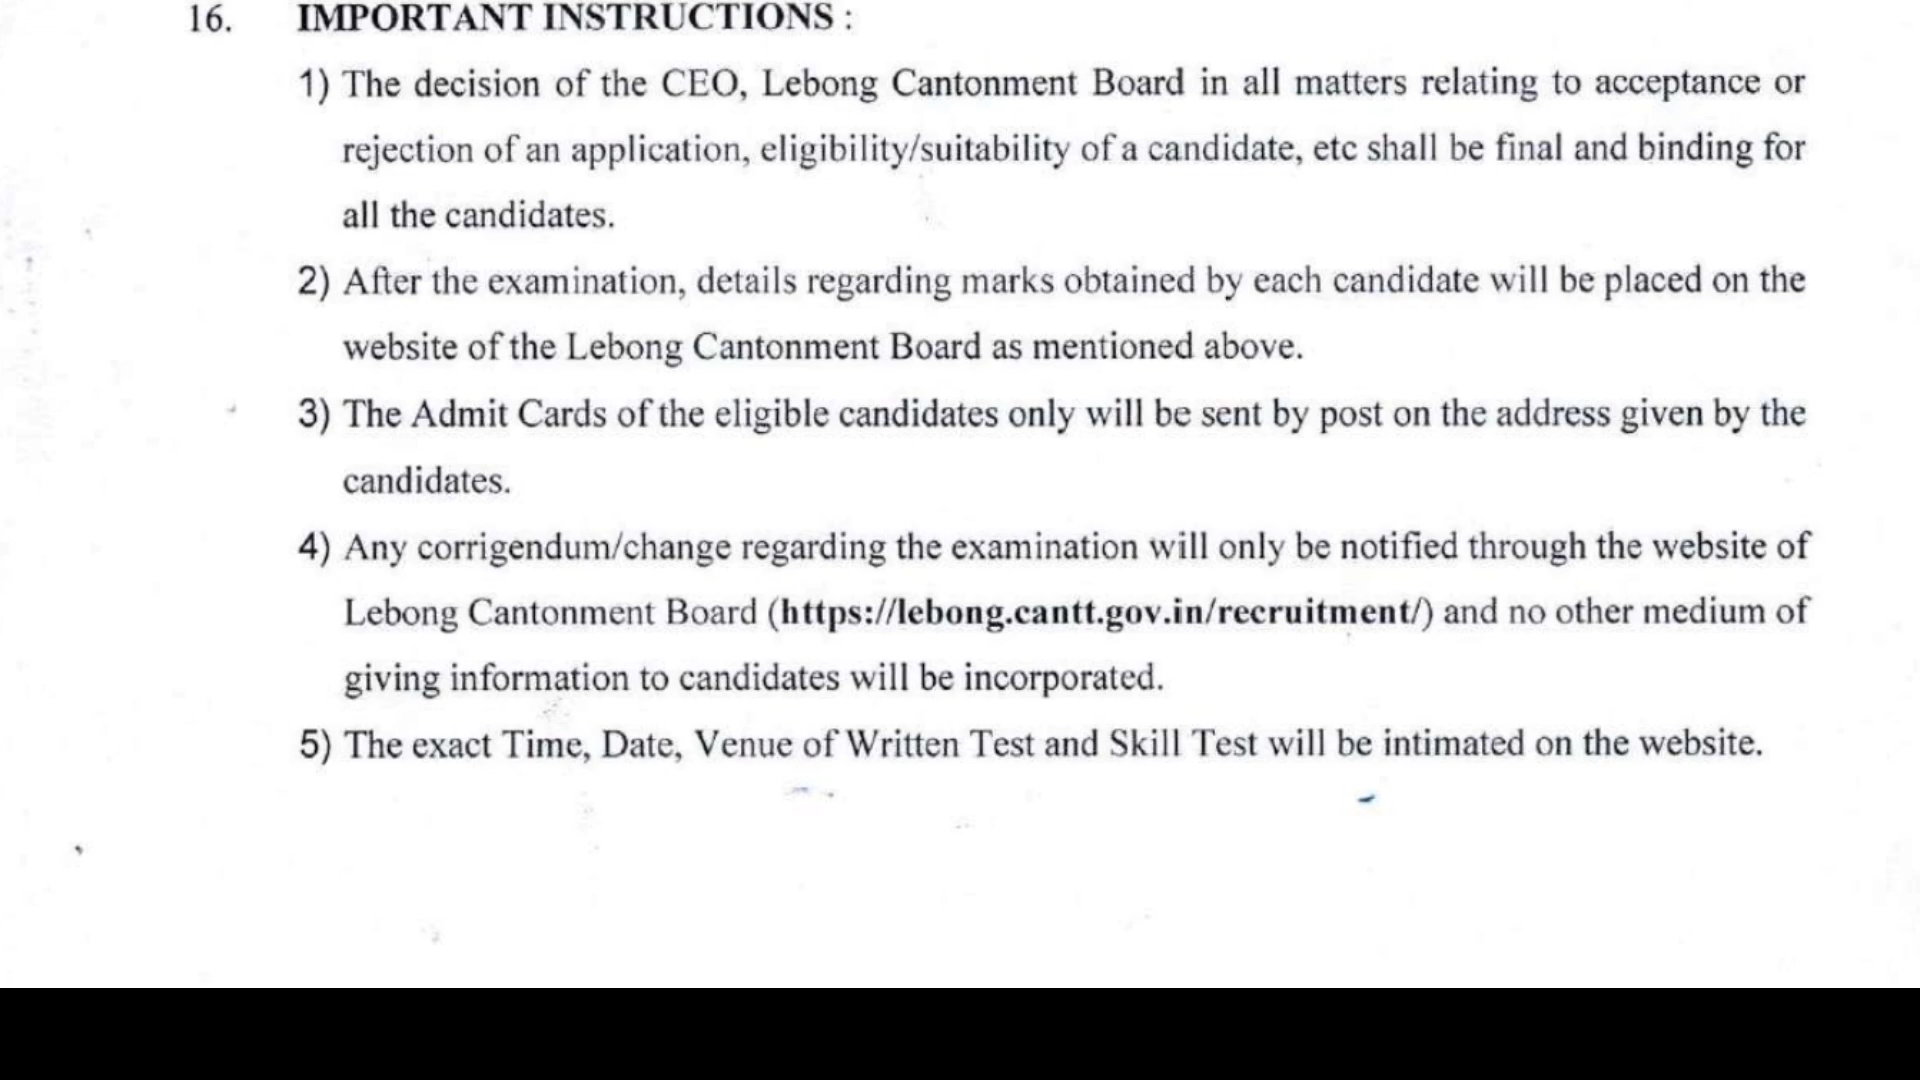 16. IMPORTANT INSTRUCTIONS :
1) The decision of the CEO, Lebong Cantonment Board in all matters relating to acceptance or
rejection of an application, eligibility/suitability of a candidate, etc shall be final and binding for
all the candidates.
2) After the examination, details regarding marks obtained by each candidate will be placed on the
website of the Lebong Cantonment Board as mentioned above.
3) The Admit Cards of the eligible candidates only will be sent by post on the address given by the
candidates.
4) Any corrigendum/change regarding the examination will only be notified through the website of
Lebong Cantonment Board (https://lebong.cantt.gov.in/recruitment/) and no other medium of
giving information to candidates will be incorporated.
5) The exact Time, Date, Venue of Written Test and Skill Test will be intimated on the website.